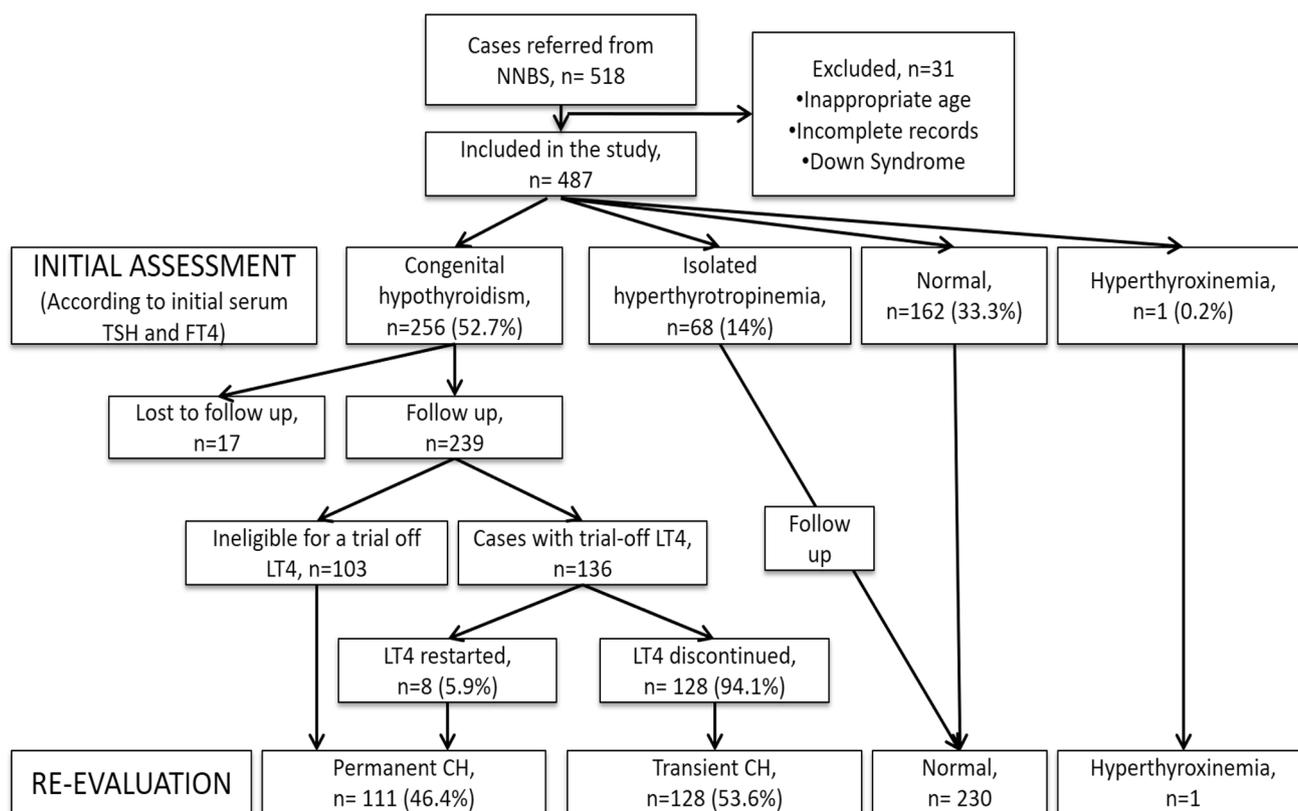 Cases referred from
NNBS, n= 518
Excluded, n=31
•Inappropriate age
•Incomplete records
•Down Syndrome
Included in the study,
n= 487
INITIAL ASSESSMENT
(According to initial serum
TSH and FT4)
Congenital
hypothyroidism,
n=256 (52.7%)
Isolated
hyperthyrotropinemia,
n=68 (14%)
Normal,
n=162 (33.3%)
Hyperthyroxinemia,
n=1 (0.2%)
Lost to follow up,
n=17
Follow up,
n=239
Ineligible for a trial off
LT4, n=103
Cases with trial-off LT4,
n=136
Follow
up
LT4 restarted,
n=8 (5.9%)
LT4 discontinued,
n= 128 (94.1%)
RE-EVALUATION
Permanent CH,
n= 111 (46.4%)
Transient CH,
n=128 (53.6%)
Normal,
n= 230
Hyperthyroxinemia,
n=1